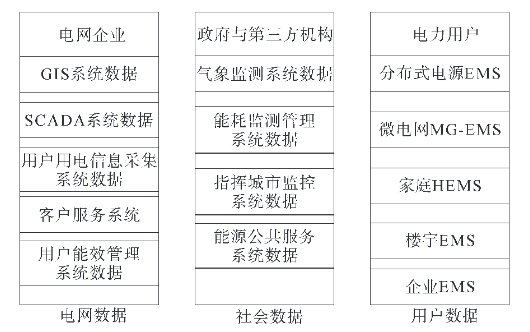 电网企业
GIS系统数据
SCADA系统数据
用户用电信息采集
系统数据
客户服务系统
用户能效管理
系统数据
电网数据
政府与第三方机构
气象监测系统数据
能耗监测管理
系统数据
指挥城市监控
系统数据
能源公共服务
系统数据
社会数据
电力用户
分布式电源EMS
微电网MG-EMS
家庭HEMS
楼宇EMS
企业EMS
用户数据